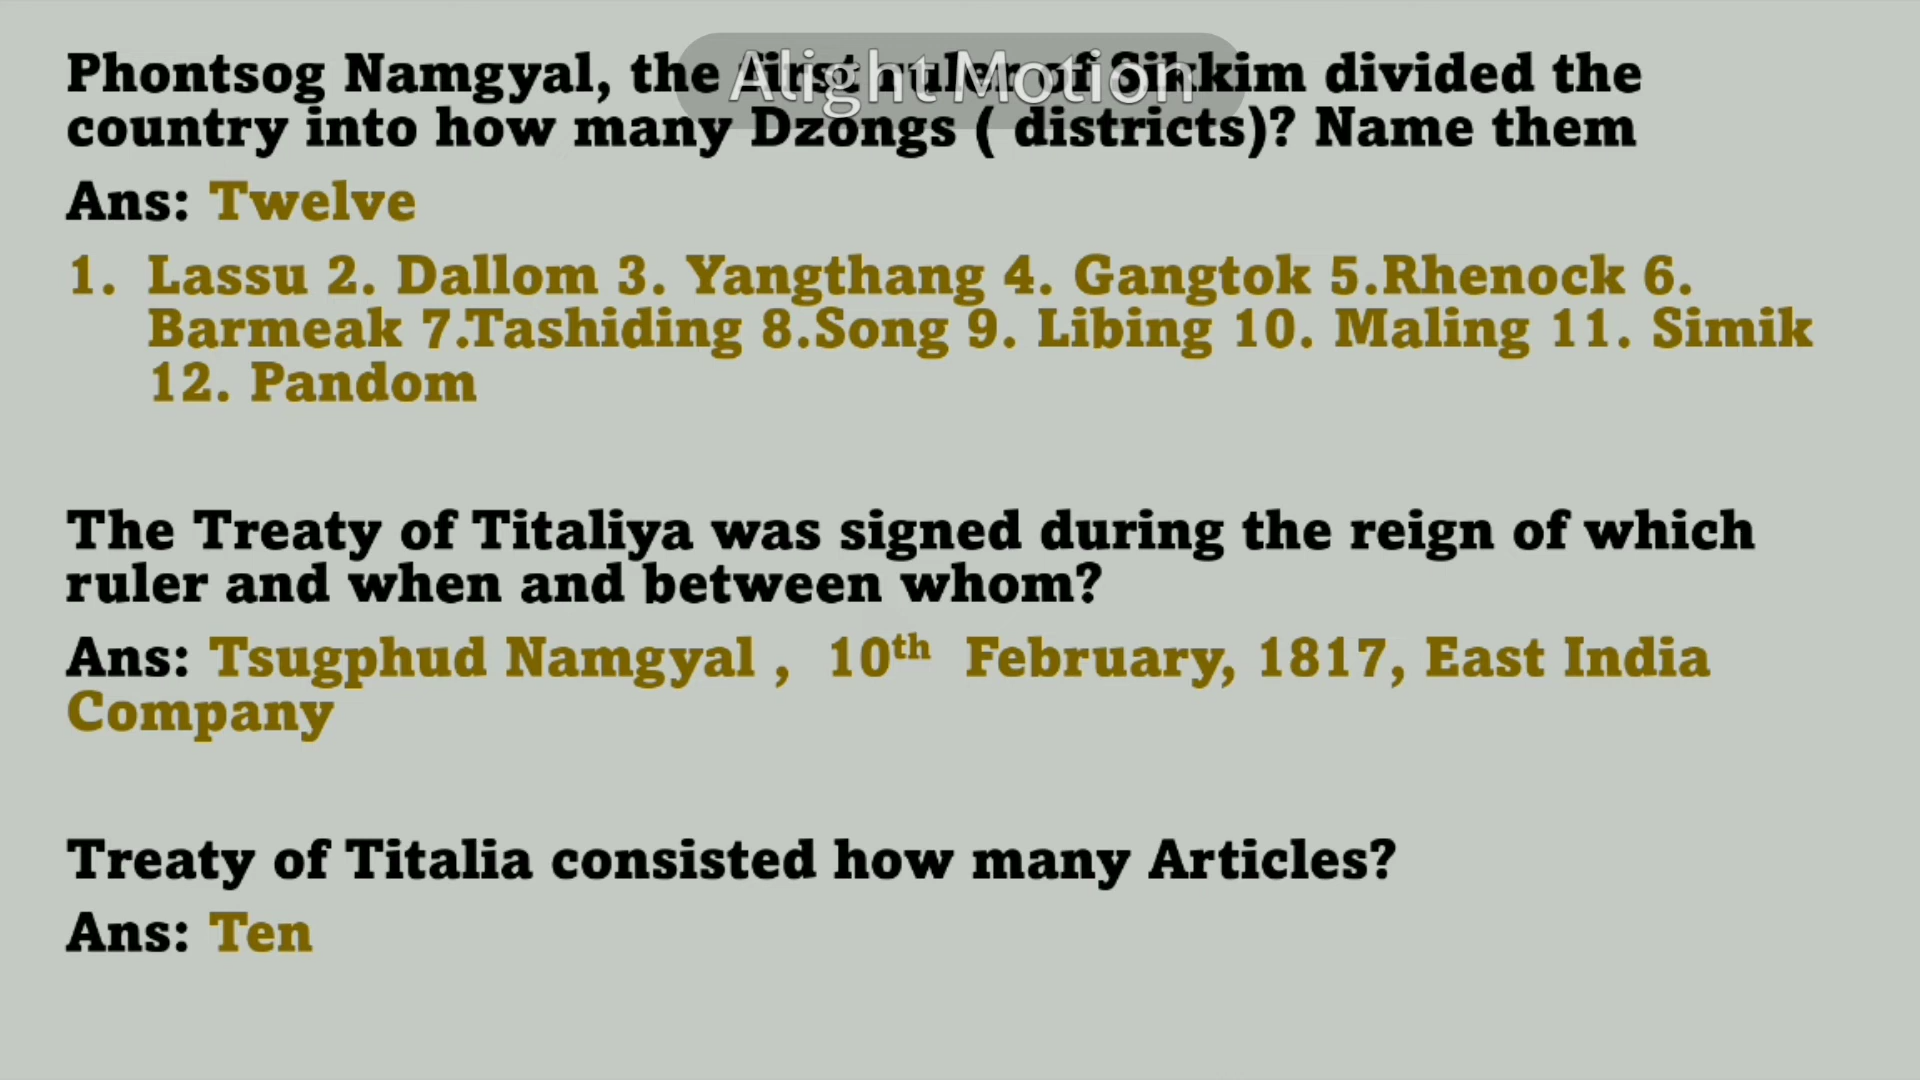 Phontsog Namgyal, the first ruler of Sikkim divided the
Alight Motion
country into how many Dzongs ( districts)? Name them
Ans: Twelve
1. Lassu 2. Dallom 3. Yangthang 4. Gangtok 5.Rhenock 6.
Barmeak 7.Tashiding 8.Song 9. Libing 10. Maling 11. Simik
12. Pandom
The Treaty of Titaliya was signed during the reign of which
ruler and when and between whom?
Ans: Tsugphud Namgyal , 10th February, 1817, East India
Company
Treaty of Titalia consisted how many Articles?
Ans: Ten